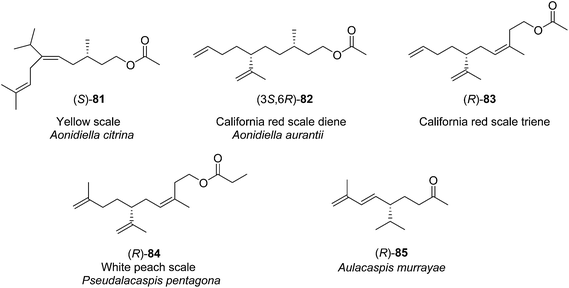 (S)-81
Yellow scale
Aonidiella citrina
(3S,6R)-82
California red scale diene
Aonidiella aurantii
(R)-83
California red scale triene
(R)-84
White peach scale
Pseudalacaspis pentagona
(R)-85
Aulacaspis murrayae
O
O
O
O
O
O
O
O
O